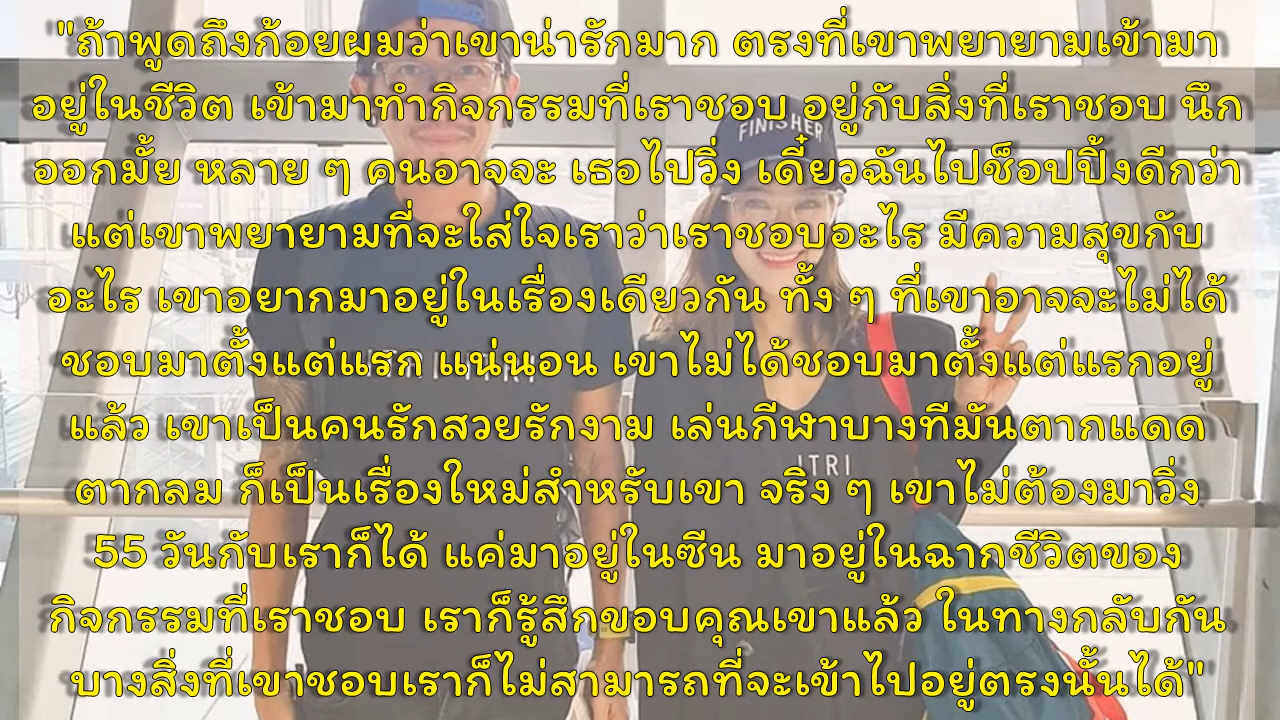 "ถ้าพูดถึงก้อยผมว่าเขาน่ารักมาก ตรงที่เขาพยายามเข้ามา
อยู่ในชีวิต เข้ามาทำกิจกรรมที่เราชอบ อยู่กับสิ่งที่เราชอบ นึก
ออกมั้ย หลาย ๆ คนอาจจะ เธอไปวิ่ง เดี๋ยวฉันไปช็อปปิ้งดีกว่า
แต่เขาพยายามที่จะใส่ใจเราว่าเราชอบอะไร มีความสุขกับ
อะไร เขาอยากมาอยู่ในเรื่องเดียวกัน ทั้ง ๆ ที่เขาอาจจะไม่ได้
ชอบมาตั้งแต่แรก แน่นอน เขาไม่ได้ชอบมาตั้งแต่แรกอยู่
แล้ว เขาเป็นคนรักสวยรักงาม เล่นกีฬาบางทีมันตากแดด
ตากลม ก็เป็นเรื่องใหม่สำหรับเขา จริง ๆ เขาไม่ต้องมาวิ่ง
55 วันกับเราก็ได้ แค่มาอยู่ในซีน มาอยู่ในฉากชีวิตของ
กิจกรรมที่เราชอบ เราก็รู้สึกขอบคุณเขาแล้ว ในทางกลับกัน
บางสิ่งที่เขาชอบเราก็ไม่สามารถที่จะเข้าไปอยู่ตรงนั้นได้"
FINISHER
ITRI